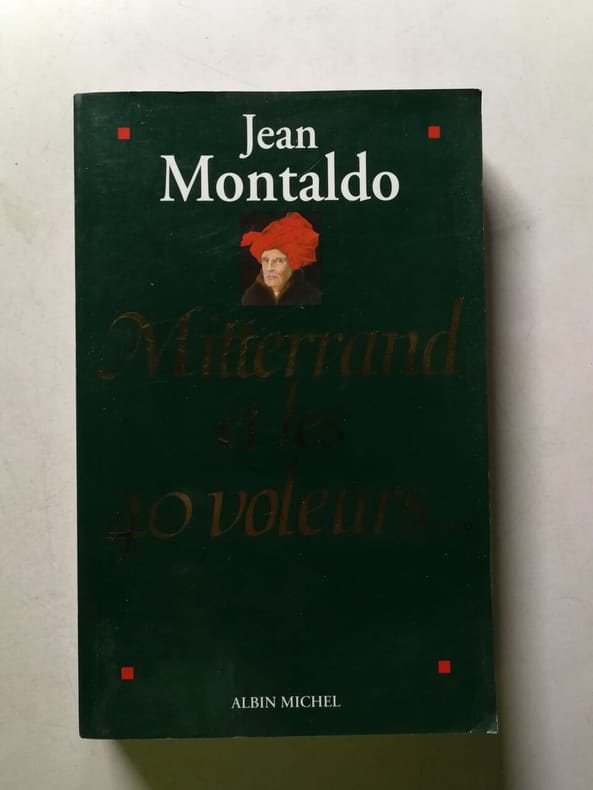 Jean
Montaldo
Mitterrand
et les
40 voleurs...
ALBIN MICHEL